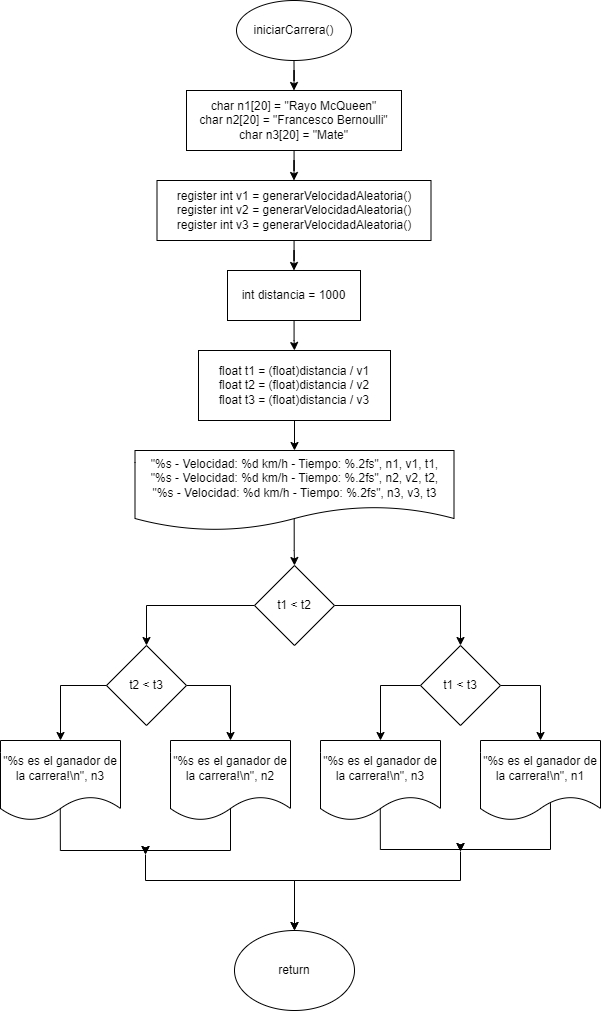 iniciarCarrera()
char n1[20] = "Rayo McQueen"
char n2[20] = "Francesco Bernoulli"
char n3[20] = "Mate"
register int v1 = generarVelocidadAleatoria()
register int v2 = generarVelocidadAleatoria()
register int v3 = generarVelocidadAleatoria()
int distancia = 1000
float t1 = (float)distancia / v1
float t2 = (float)distancia / v2
float t3 = (float)distancia / v3
"%s - Velocidad: %d km/h - Tiempo: %.2fs", n1, v1, t1,
"%s - Velocidad: %d km/h - Tiempo: %.2fs", n2, v2, t2,
"%s - Velocidad: %d km/h - Tiempo: %.2fs", n3, v3, t3
t1 < t2
t2 < t3
t1 < t3
"%s es el ganador de
la carrera!\n", n3
"%s es el ganador de
la carrera!\n", n2
"%s es el ganador de
la carrera!\n", n3
"%s es el ganador de
la carrera!\n", n1
return